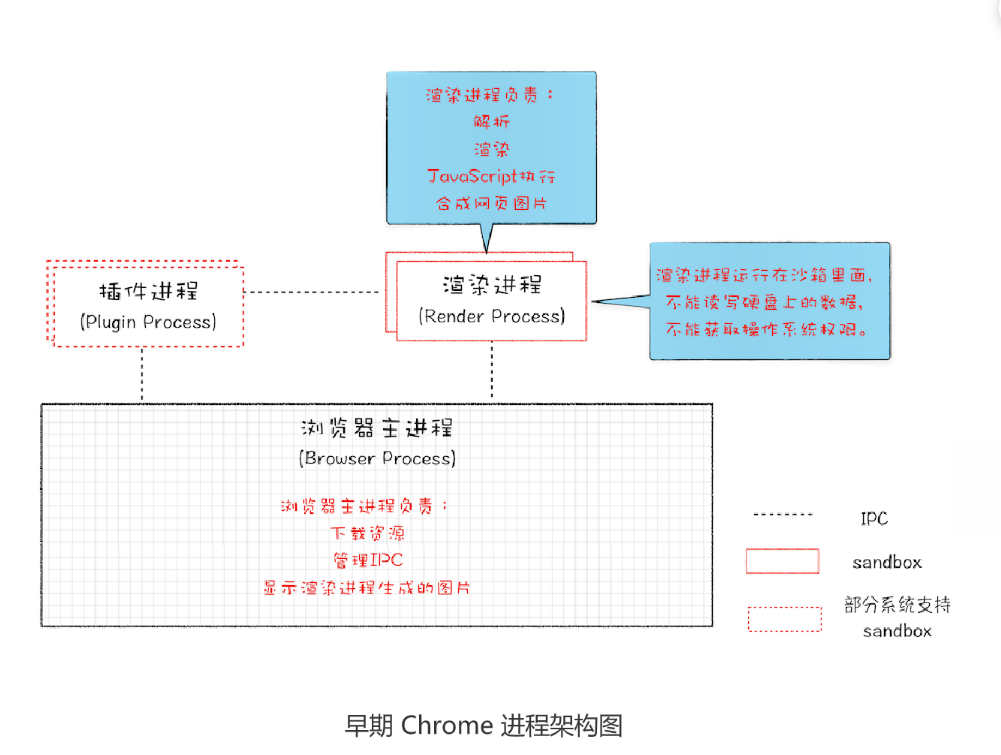 渲染进程负责：
解析
渲染
JavaScript执行
合成网页图片
插件进程
(Plugin Process)
渲染进程
(Render Process)
渲染进程运行在沙箱里面，
不能读写硬盘上的数据，
不能获取操作系统权限。
浏览器主进程
(Browser Process)
浏览器主进程负责：
下载资源
管理IPC
显示渲染进程生成的图片
IPC
sandbox
部分系统支持
sandbox
早期 Chrome 进程架构图